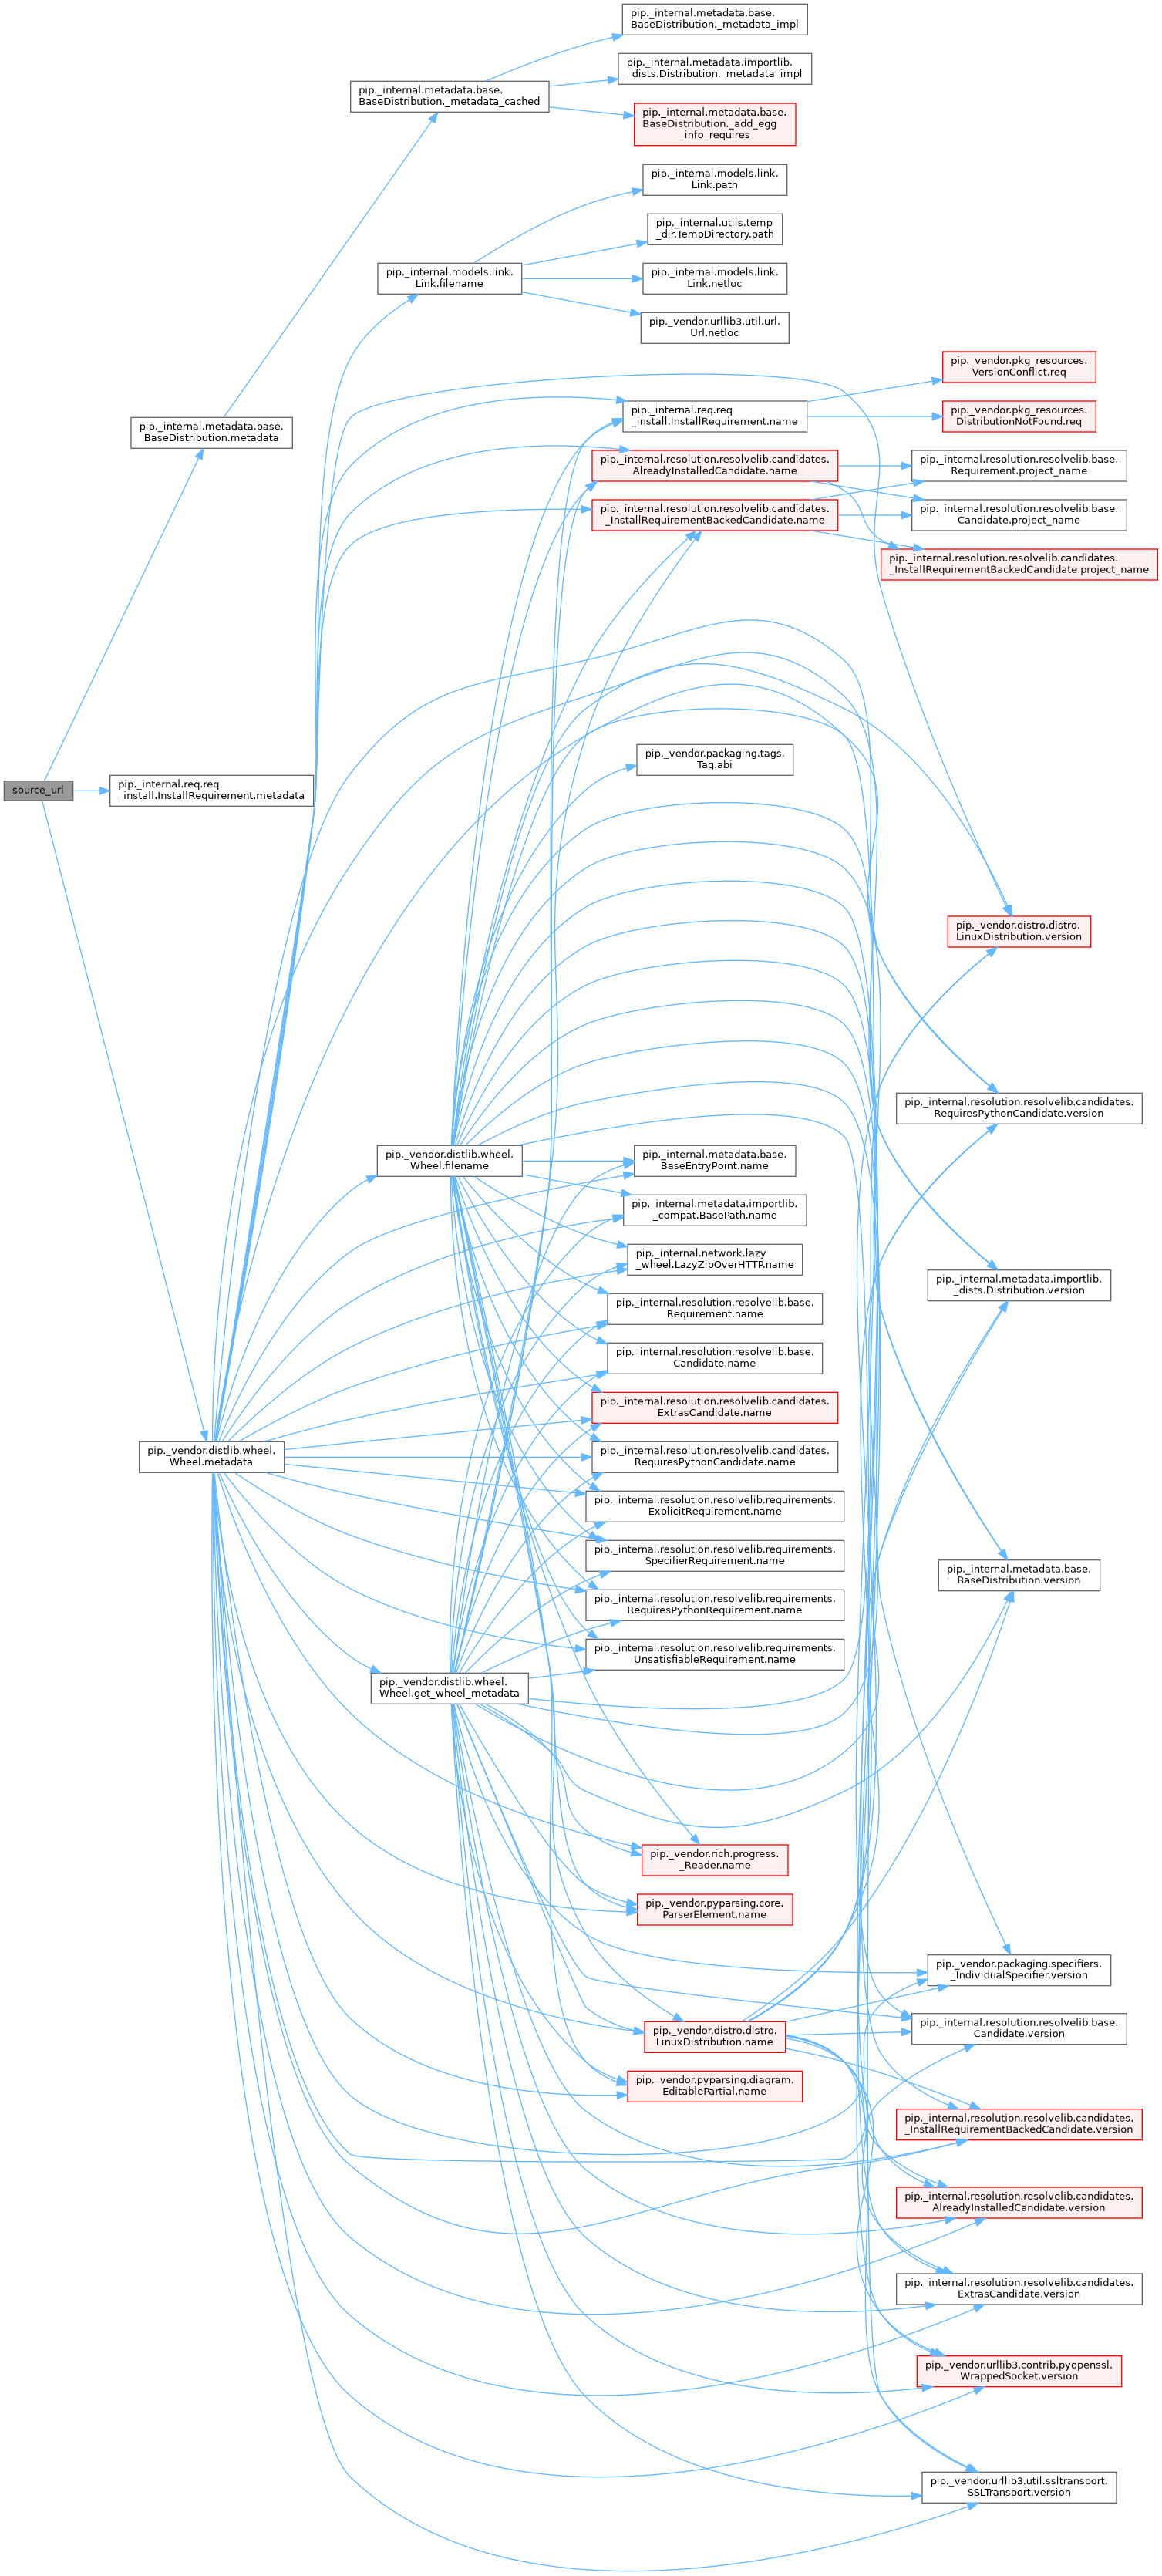 pip._internal.metadata.base.
BaseDistribution._metadata_impl
pip._internal.metadata.importlib.
_dists.Distribution._metadata_impl
pip._internal.metadata.base.
BaseDistribution._metadata_cached
pip._internal.metadata.base.
BaseDistribution._add_egg
_info_requires
pip._internal.models.link.
Link.path
pip._internal.utils.temp
_dir.TempDirectory.path
pip._internal.models.link.
Link.filename
pip._internal.models.link.
Link.netloc
pip._vendor.urllib3.util.url.
Url.netloc
pip._vendor.pkg_resources.
VersionConflict.req
pip._internal.metadata.base.
BaseDistribution.metadata
pip._internal.req.req
_install.InstallRequirement.name
pip._vendor.pkg_resources.
DistributionNotFound.req
pip._internal.resolution.resolvelib.candidates.
AlreadyInstalledCandidate.name
pip._internal.resolution.resolvelib.base.
Requirement.project_name
pip._internal.resolution.resolvelib.candidates.
_InstallRequirementBackedCandidate.name
pip._internal.resolution.resolvelib.base.
Candidate.project_name
pip._internal.resolution.resolvelib.candidates.
_InstallRequirementBackedCandidate.project_name
pip._vendor.packaging.tags.
Tag.abi
source_url
pip._internal.req.req
_install.InstallRequirement.metadata
pip._vendor.distro.distro.
LinuxDistribution.version
pip._internal.resolution.resolvelib.candidates.
RequiresPythonCandidate.version
pip._vendor.distlib.wheel.
Wheel.filename
pip._internal.metadata.base.
BaseEntryPoint.name
pip._internal.metadata.importlib.
_compat.BasePath.name
pip._internal.network.lazy
_wheel.LazyZipOverHTTP.name
pip._internal.metadata.importlib.
_dists.Distribution.version
pip._internal.resolution.resolvelib.base.
Requirement.name
pip._internal.resolution.resolvelib.base.
Candidate.name
pip._internal.resolution.resolvelib.candidates.
ExtrasCandidate.name
pip._vendor.distlib.wheel.
Wheel.metadata
pip._internal.resolution.resolvelib.candidates.
RequiresPythonCandidate.name
pip._internal.resolution.resolvelib.requirements.
ExplicitRequirement.name
pip._internal.resolution.resolvelib.requirements.
SpecifierRequirement.name
pip._internal.metadata.base.
BaseDistribution.version
pip._internal.resolution.resolvelib.requirements.
RequiresPythonRequirement.name
pip._internal.resolution.resolvelib.requirements.
UnsatisfiableRequirement.name
pip._vendor.distlib.wheel.
Wheel.get_wheel_metadata
pip._vendor.rich.progress.
_Reader.name
pip._vendor.pyparsing.core.
ParserElement.name
pip._vendor.packaging.specifiers.
_IndividualSpecifier.version
pip._vendor.distro.distro.
LinuxDistribution.name
pip._internal.resolution.resolvelib.base.
Candidate.version
pip._vendor.pyparsing.diagram.
EditablePartial.name
pip._internal.resolution.resolvelib.candidates.
_InstallRequirementBackedCandidate.version
pip._internal.resolution.resolvelib.candidates.
AlreadyInstalledCandidate.version
pip._internal.resolution.resolvelib.candidates.
ExtrasCandidate.version
pip._vendor.urllib3.contrib.pyopenssl.
WrappedSocket.version
pip._vendor.urllib3.util.ssltransport.
SSLTransport.version